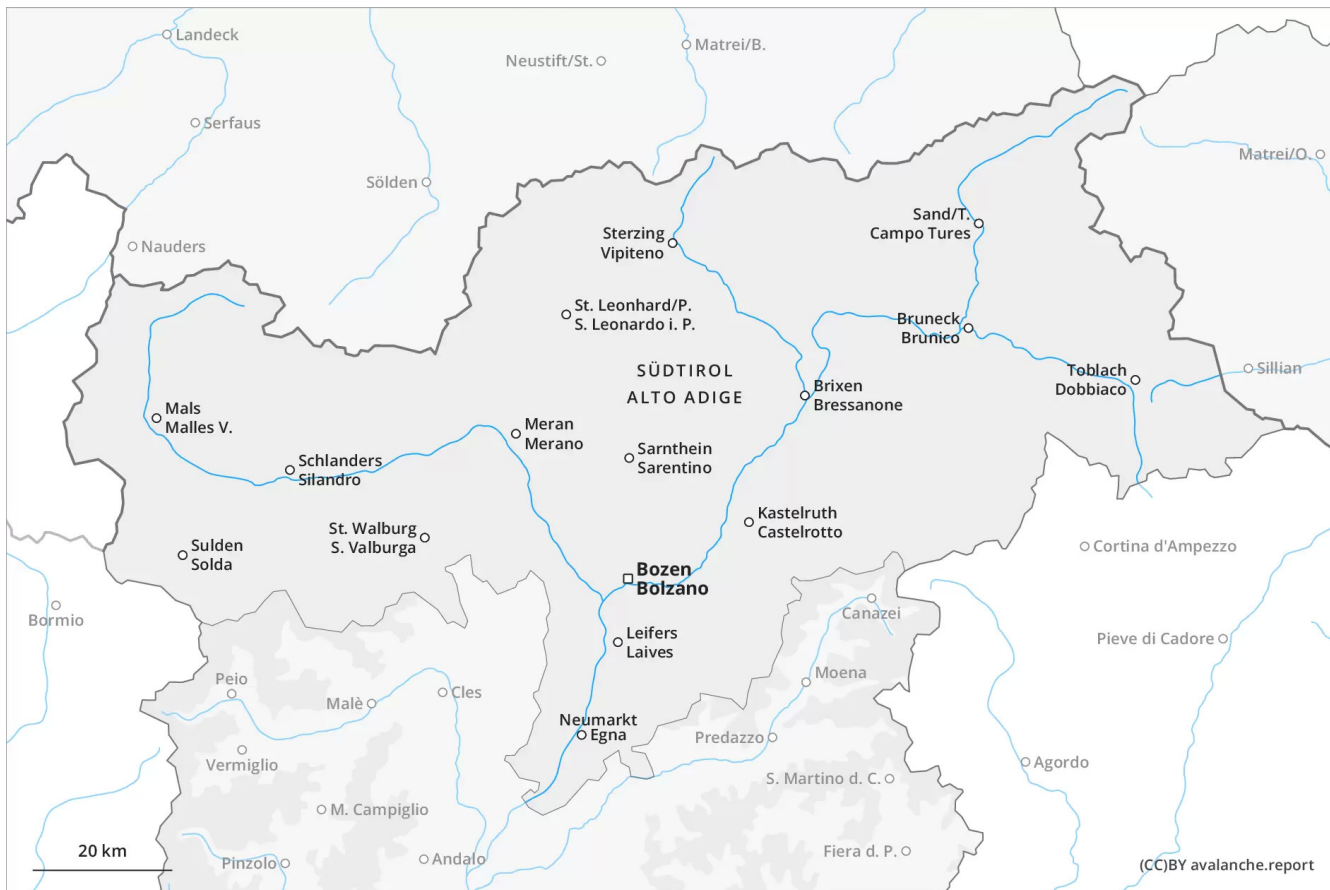 Landeck
Matrei/B.
Neustift/St.
Serfaus
Matrei/O.
Sölden
Sand/T.
Campo Tures
Sterzing
Vipiteno
Nauders
St. Leonhard/P.
S. Leonardo i. P.
Bruneck
Brunico
SÜDTIROL
ALTO ADIGE
Toblach
Dobbiaco
Sillian
Brixen
Bressanone
Mals
Malles V.
Meran
Merano
Sarnthein
Sarentino
Schlanders
Silandro
Kastelruth
Castelrotto
St. Walburg
S. Valburga
Sulden
Solda
Cortina d'Ampezzo
Bozen
Bolzano
Bormio
Canazei
Leifers
Laives
Pieve di Cadore
Peio
Moena
Malè
Cles
Neumarkt
Egna
Predazzo
Vermiglio
Agordo
S. Martino d. C.
M. Campiglio
20 km
Pinzolo
Andalo
Fiera d. P.
(CC)BY avalanche.report